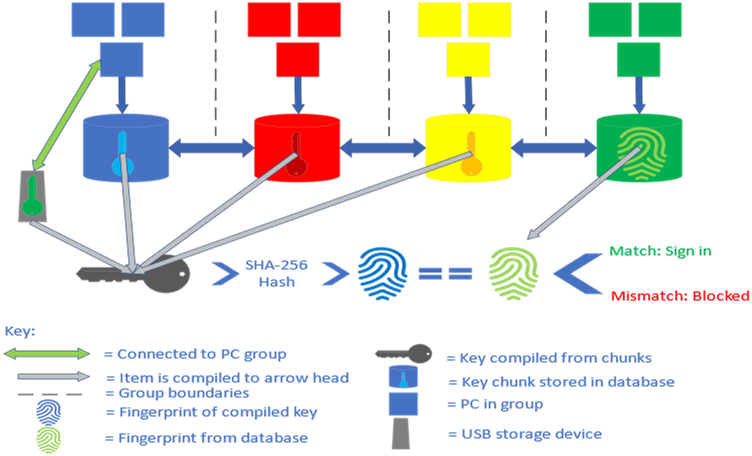 SHA-256
Hash
Match: Sign in
Mismatch: Blocked
Key:
= Connected to PC group
= Item is compiled to arrow head
= Group boundaries
= Fingerprint of compiled key
= Fingerprint from database
= Key compiled from chunks
= Key chunk stored in database
= PC in group
= USB storage device